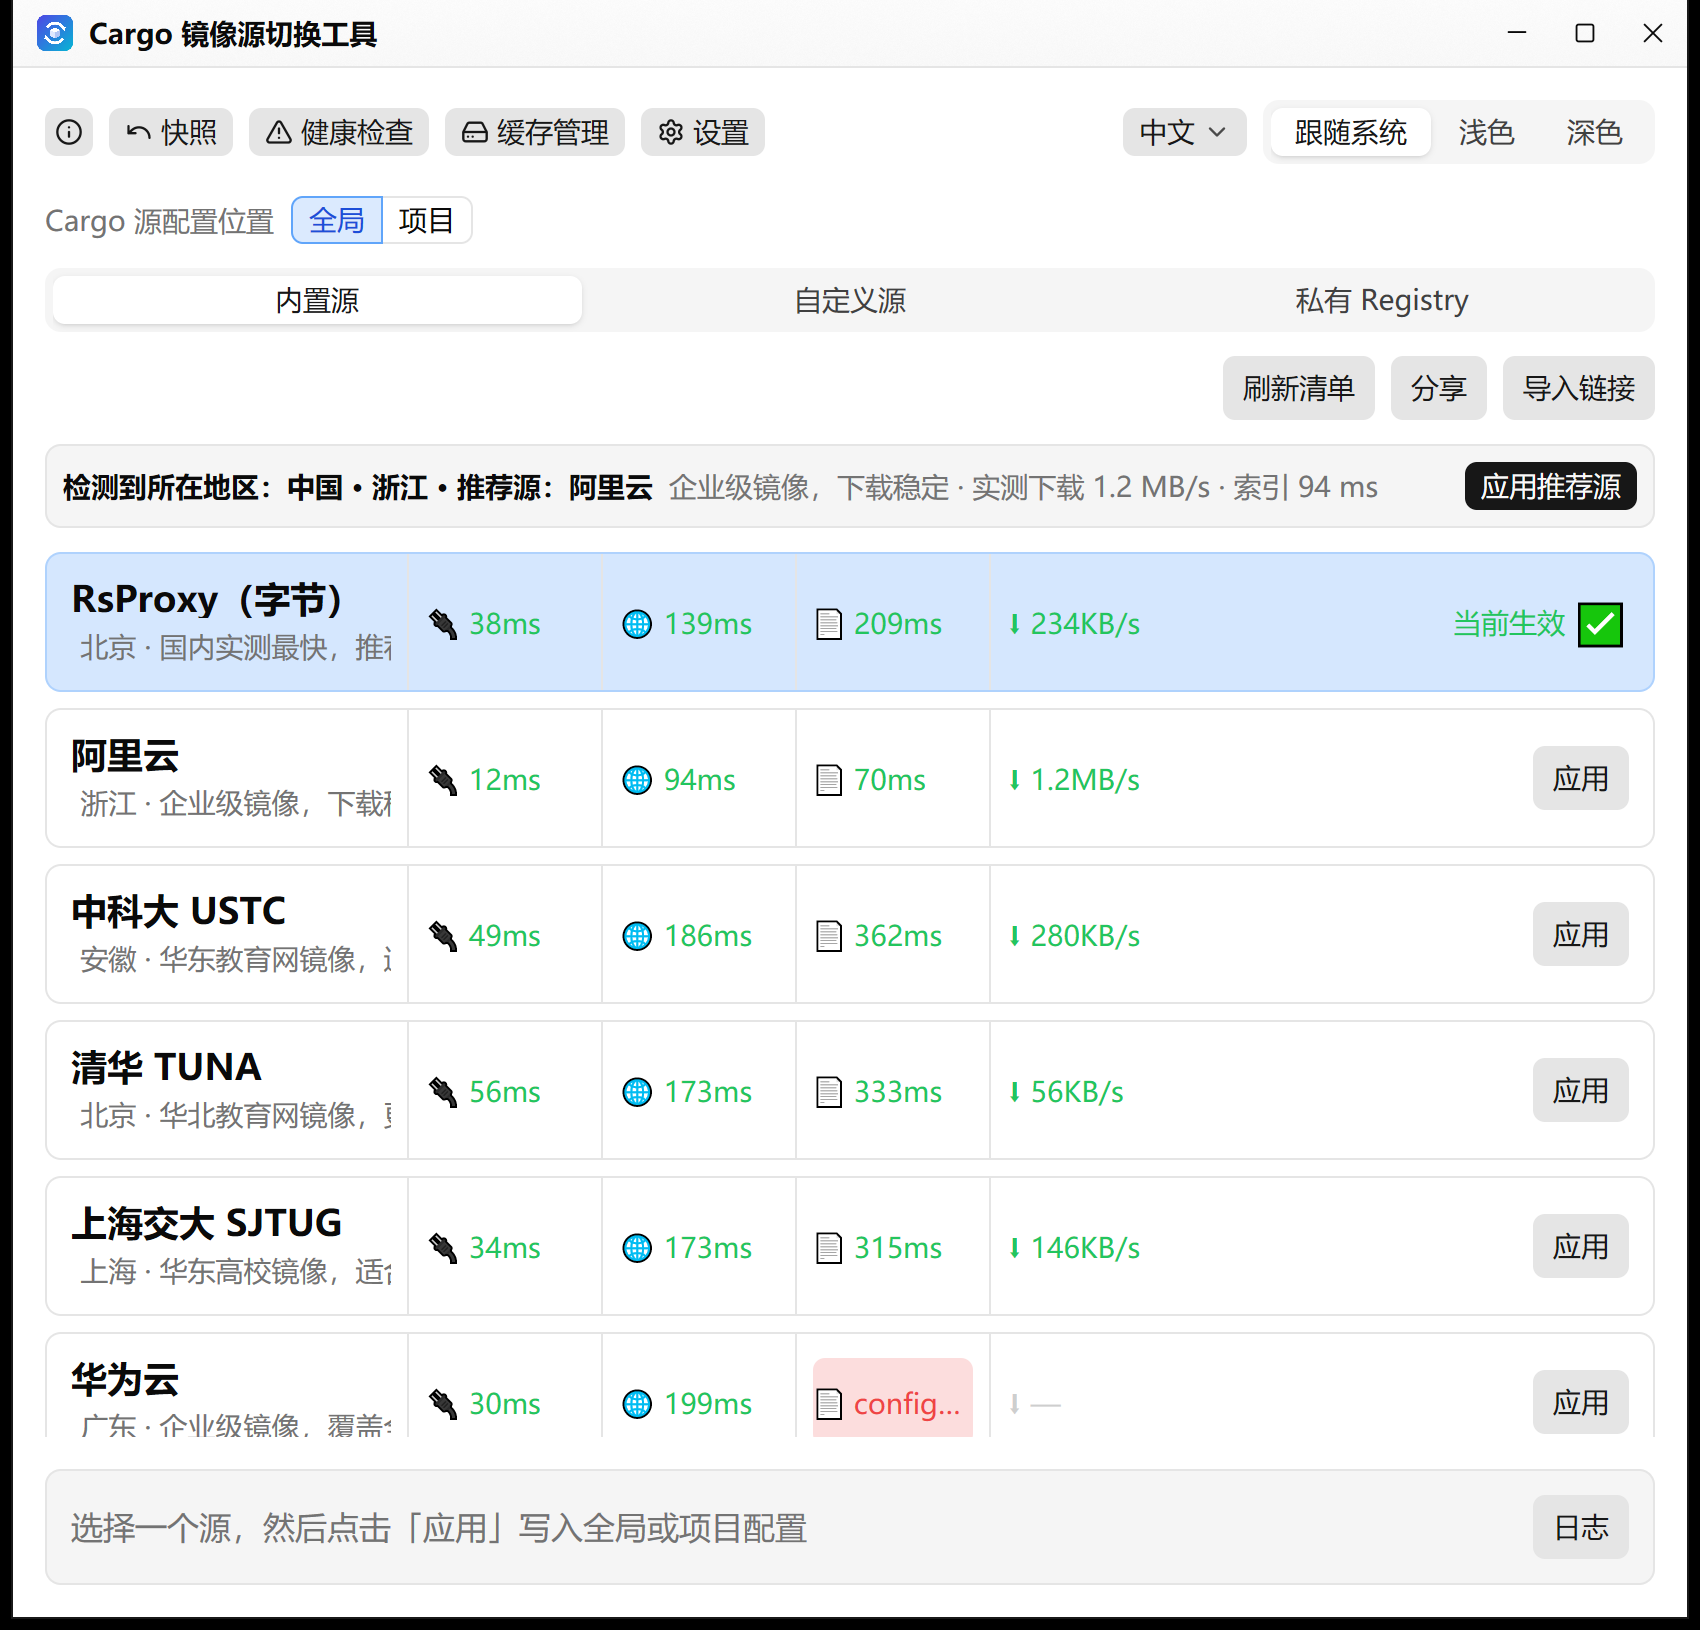 Cargo 镜像源切换工具
快照 健康检查 缓存管理 设置 中文 跟随系统 浅色 深色
Cargo 源配置位置 全局 项目
内置源 自定义源 私有 Registry
刷新清单 分享 导入链接
检测到所在地区：中国 • 浙江 • 推荐源：阿里云 企业级镜像，下载稳定 · 实测下载 1.2 MB/s · 索引 94 ms 应用推荐源
RsProxy（字节）
北京 · 国内实测最快，推
38ms 139ms 209ms 234KB/s 当前生效
阿里云
浙江 · 企业级镜像，下载
12ms 94ms 70ms 1.2MB/s 应用
中科大 USTC
安徽 · 华东教育网镜像，
49ms 186ms 362ms 280KB/s 应用
清华 TUNA
北京 · 华北教育网镜像，
56ms 173ms 333ms 56KB/s 应用
上海交大 SJTUG
上海 · 华东高校镜像，适
34ms 173ms 315ms 146KB/s 应用
华为云
广东 · 企业级镜像，覆盖
30ms 199ms config... — 应用
选择一个源，然后点击「应用」写入全局或项目配置 日志